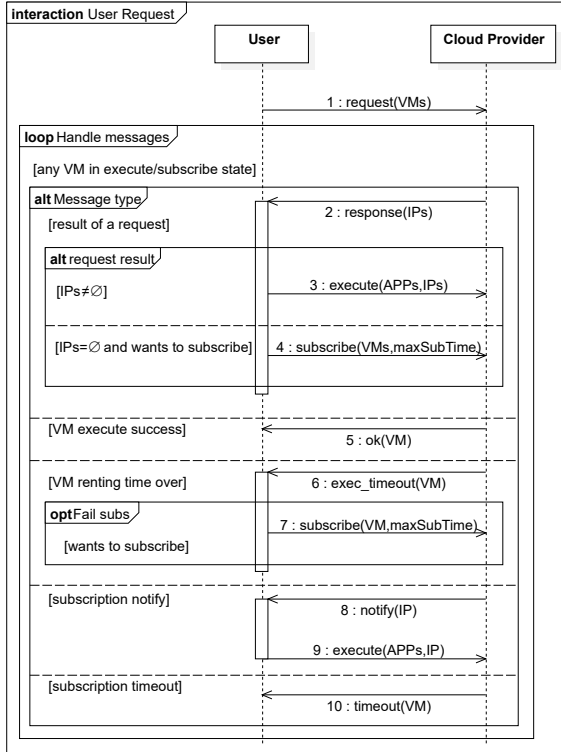 interaction User Request
User
Cloud Provider
1 : request(VMs)
loop Handle messages
[any VM in execute/subscribe state]
alt Message type
2 : response(IPs)
[result of a request]
alt request result
3 : execute(APPs,IPs)
[IPs≠∅]
[IPs=∅ and wants to subscribe]
4 : subscribe(VMs,maxSubTime)
[VM execute success]
5 : ok(VM)
[VM renting time over]
6 : exec_timeout(VM)
opt Fail subs
7 : subscribe(VM,maxSubTime)
[wants to subscribe]
[subscription notify]
8 : notify(IP)
9 : execute(APPs,IP)
[subscription timeout]
10 : timeout(VM)